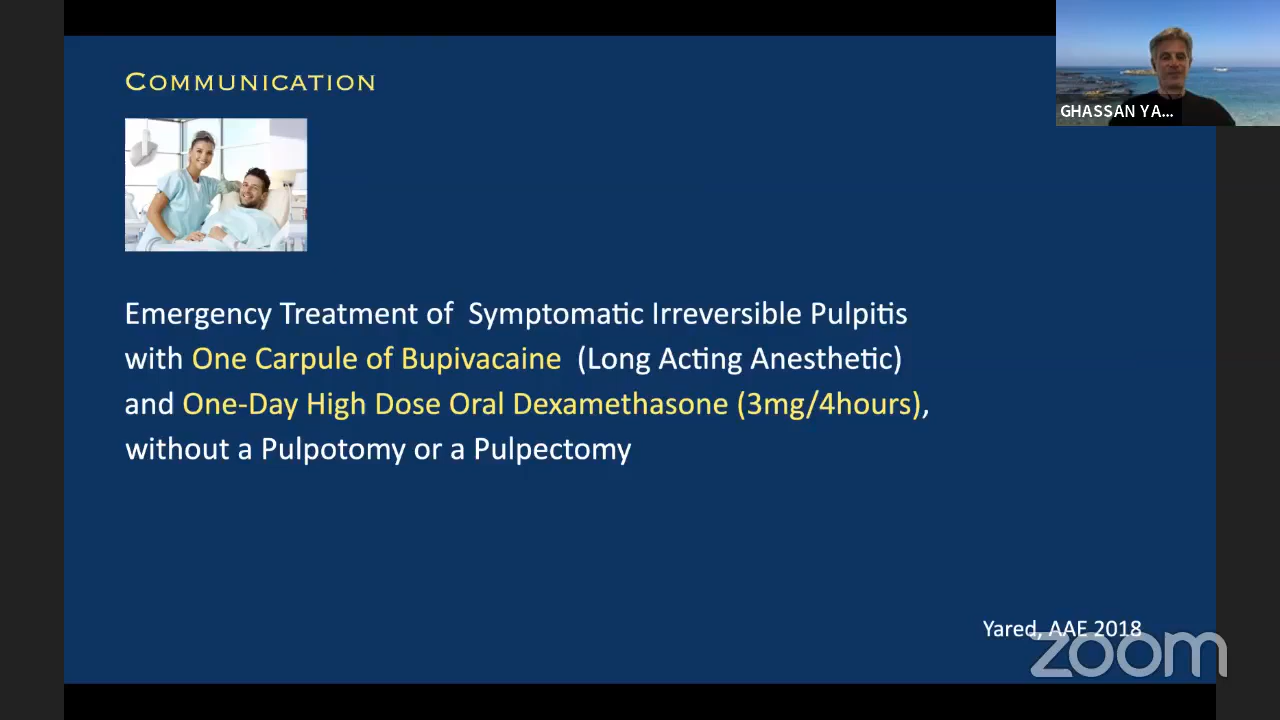 COMMUNICATION
GHASSAN YA...
Emergency Treatment of Symptomatic Irreversible Pulpitis
with One Carpule of Bupivacaine (Long Acting Anesthetic)
and One-Day High Dose Oral Dexamethasone (3mg/4hours),
without a Pulpotomy or a Pulpectomy
Yared, AAE 2018
zoom